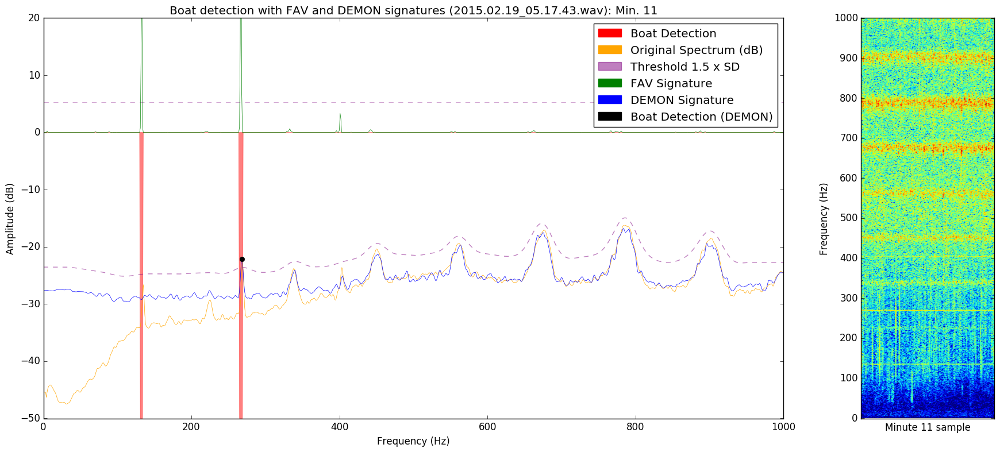 Boat detection with FAV and DEMON signatures (2015.02.19_05.17.43.wav): Min. 11
Boat Detection
Original Spectrum (dB)
Threshold 1.5 x SD
FAV Signature
DEMON Signature
Boat Detection (DEMON)
20
10
0
−10
−20
−30
−40
−50
Amplitude (dB)
0
200
400
600
800
1000
Frequency (Hz)
1000
900
800
700
600
500
400
300
200
100
0
Frequency (Hz)
Minute 11 sample